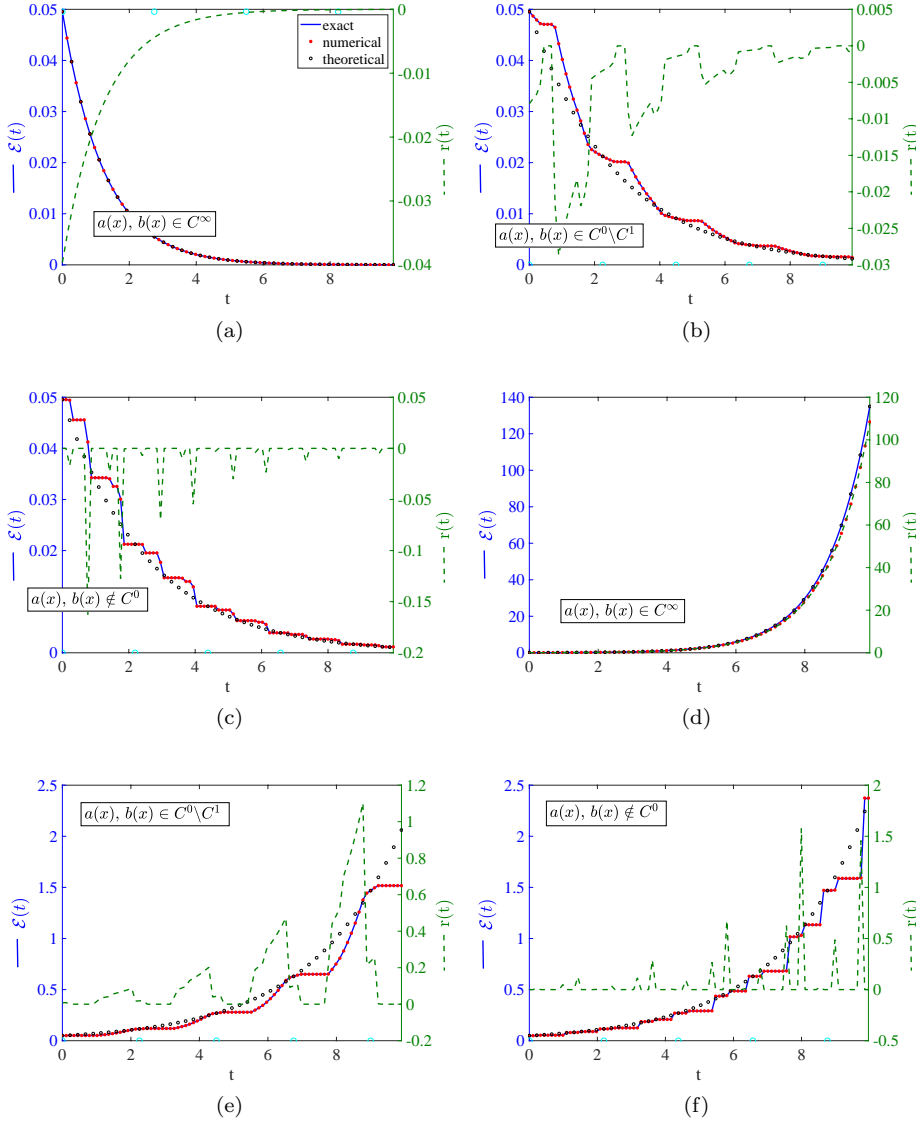 0.05
0.04
0.03
0.02
0.01
0
0
-0.01
-0.02
-0.03
-0.04
0 2 4 6 8
t
— ℰ(t)
--- r(t)
exact
numerical
theoretical
a(x), b(x) ∈ C^∞
(a)
0.05
0.04
0.03
0.02
0.01
0
0.005
0
-0.005
-0.01
-0.015
-0.02
-0.025
-0.03
0 2 4 6 8
t
— ℰ(t)
--- r(t)
a(x), b(x) ∈ C^0\C^1
(b)
0.05
0.04
0.03
0.02
0.01
0
0.05
0
-0.05
-0.1
-0.15
-0.2
0 2 4 6 8
t
— ℰ(t)
--- r(t)
a(x), b(x) ∉ C^0
(c)
140
120
100
80
60
40
20
0
120
100
80
60
40
20
0
0 2 4 6 8
t
— ℰ(t)
--- r(t)
a(x), b(x) ∈ C^∞
(d)
2.5
2
1.5
1
0.5
0
1.2
1
0.8
0.6
0.4
0.2
0
-0.2
0 2 4 6 8
t
— ℰ(t)
--- r(t)
a(x), b(x) ∈ C^0\C^1
(e)
2.5
2
1.5
1
0.5
0
2
1.5
1
0.5
0
-0.5
0 2 4 6 8
t
— ℰ(t)
--- r(t)
a(x), b(x) ∉ C^0
(f)